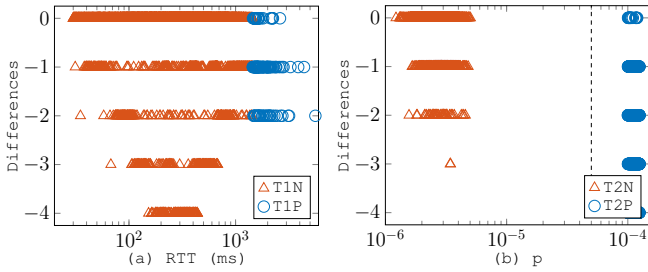 0
−1
−2
−3
−4
Differences
10^2
10^3
(a) RTT (ms)
T1N
T1P
0
−1
−2
−3
−4
Differences
10^−6
10^−5
10^−4
(b) p
T2N
T2P